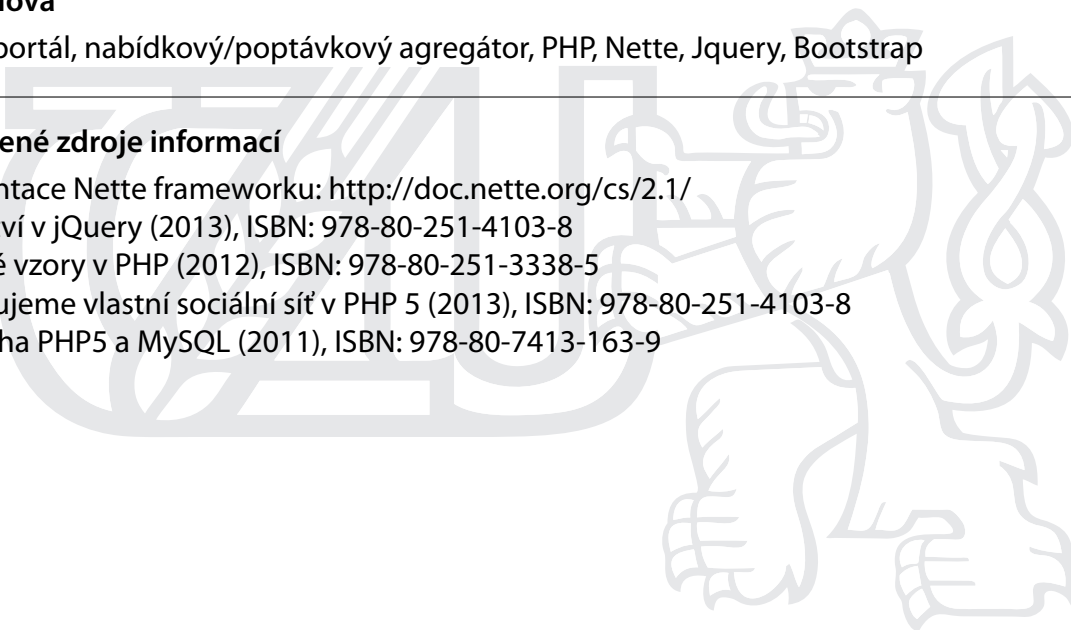 portál, nabídkový/poptávkový agregátor, PHP, Nette, Jquery, Bootstrap
ené zdroje informací
ntace Nette frameworku: http://doc.nette.org/cs/2.1/
ví v jQuery (2013), ISBN: 978-80-251-4103-8
é vzory v PHP (2012), ISBN: 978-80-251-3338-5
ujeme vlastní sociální síť v PHP 5 (2013), ISBN: 978-80-251-4103-8
ha PHP5 a MySQL (2011), ISBN: 978-80-7413-163-9